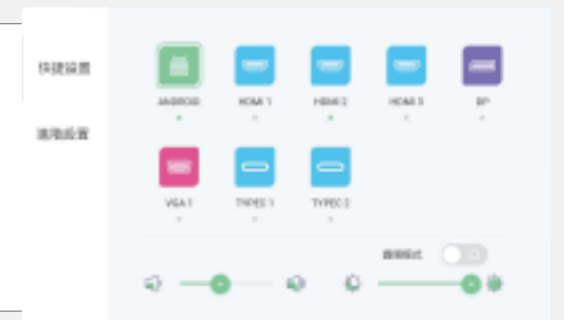 快捷设置
ANDROID HDMI 1 HDMI 2 HDMI 3 DP
VGA 1 TYPEC 1 TYPEC 2